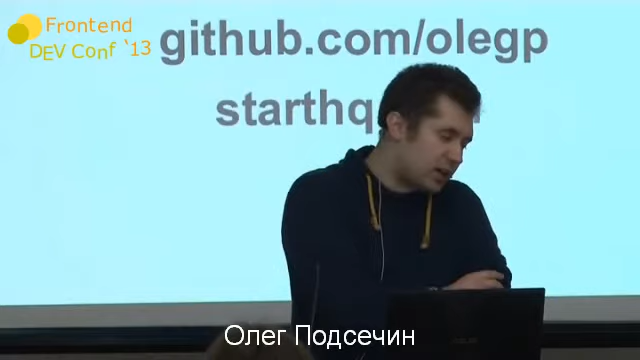 Frontend
DEV Conf `13
github.com/olegp
starthq
Олег Подсечин